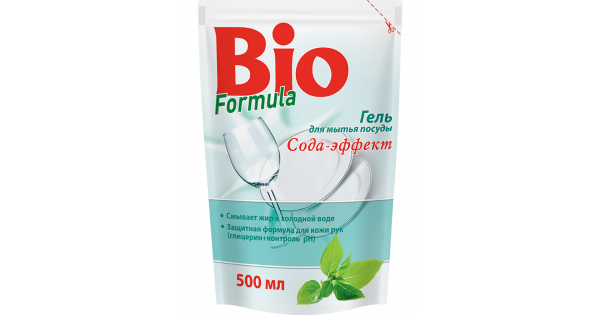 Bio
Formula
Гель
для мытья посуды
Сода-эффект
• Смывает жир в холодной воде
• Защитная формула для кожи рук
(глицерин+контроль pH)
500 мл